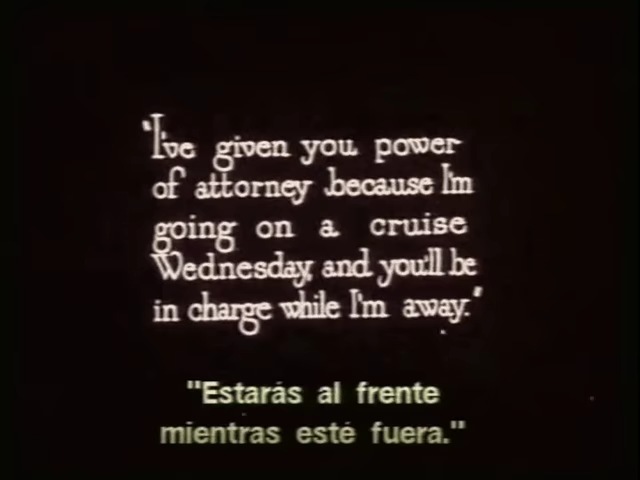 "I've given you power
of attorney because I'm
going on a cruise
Wednesday, and you'll be
in charge while I'm away."
"Estarás al frente
mientras esté fuera."